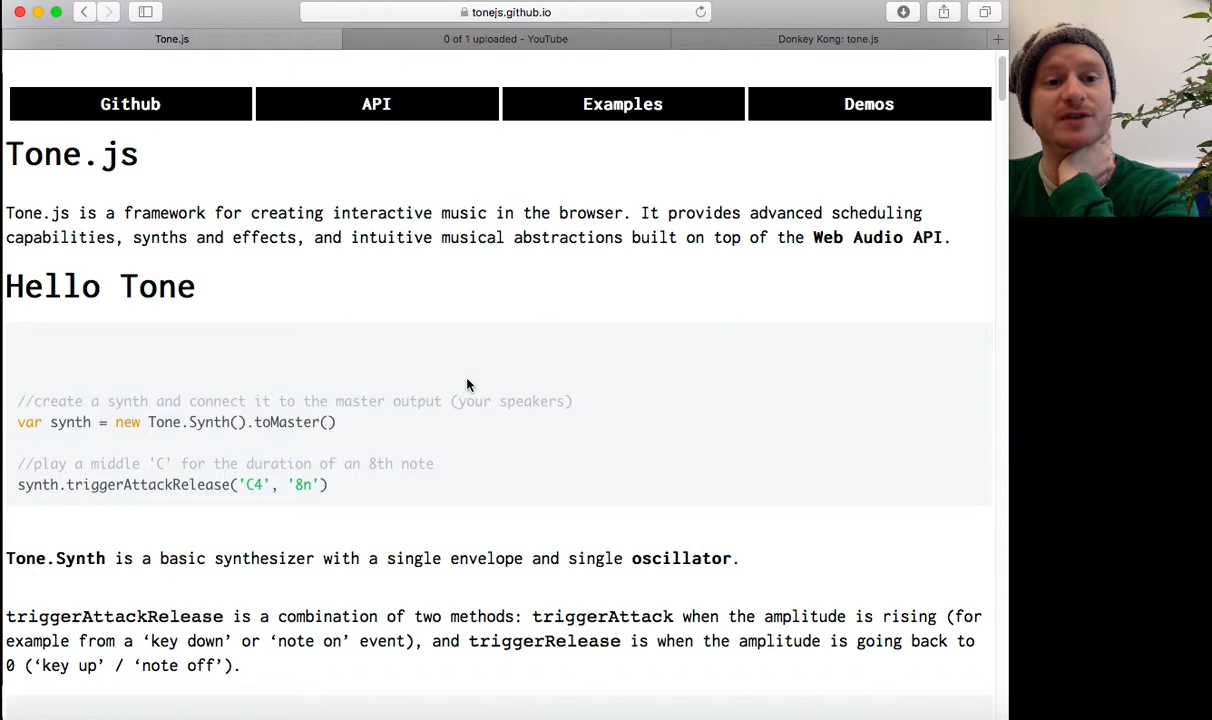 tonejs.github.io
Tone.js
0 of 1 uploaded - YouTube
Donkey Kong: tone.js
Github
API
Examples
Demos
Tone.js
Tone.js is a framework for creating interactive music in the browser. It provides advanced scheduling
capabilities, synths and effects, and intuitive musical abstractions built on top of the Web Audio API.
Hello Tone
//create a synth and connect it to the master output (your speakers)
var synth = new Tone.Synth().toMaster()
//play a middle 'C' for the duration of an 8th note
synth.triggerAttackRelease('C4', '8n')
Tone.Synth is a basic synthesizer with a single envelope and single oscillator.
triggerAttackRelease is a combination of two methods: triggerAttack when the amplitude is rising (for
example from a ‘key down’ or ‘note on’ event), and triggerRelease is when the amplitude is going back to
0 (‘key up’ / ‘note off’).